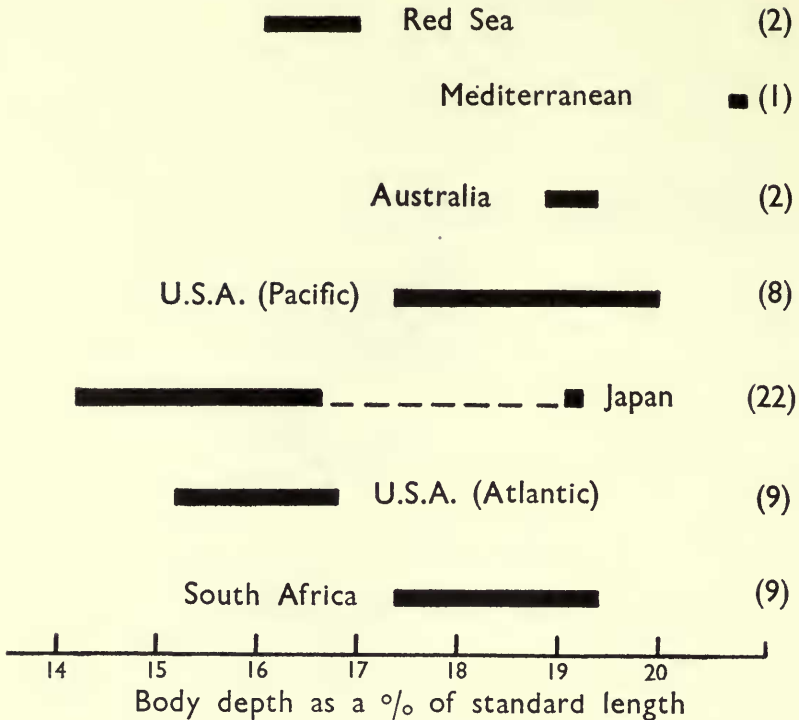 Red Sea (2)
Mediterranean (1)
Australia (2)
U.S.A. (Pacific) (8)
Japan (22)
U.S.A. (Atlantic) (9)
South Africa (9)
14 15 16 17 18 19 20
Body depth as a % of standard length